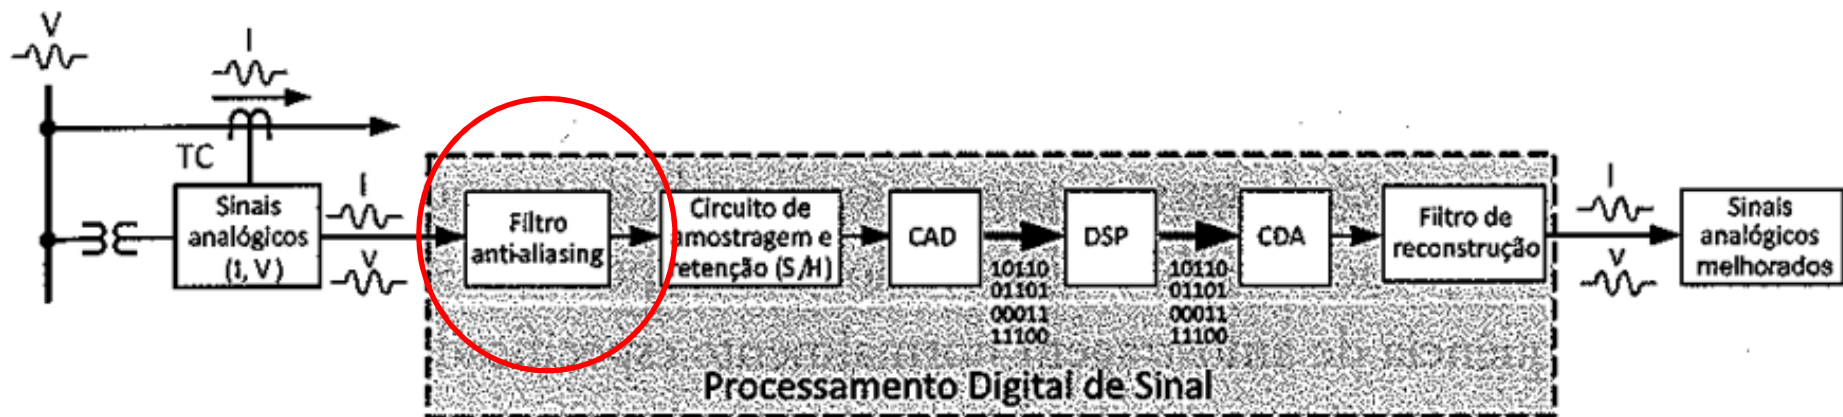 V
I
TC
Sinais
analógicos
(I, V)
I
V
Filtro
anti-aliasing
Circuito de
amostragem e
retenção (S/H)
CAD
10110
01101
00011
11100
DSP
10110
01101
00011
11100
CDA
Filtro de
reconstrução
I
V
Sinais
analógicos
melhorados
Processamento Digital de Sinal